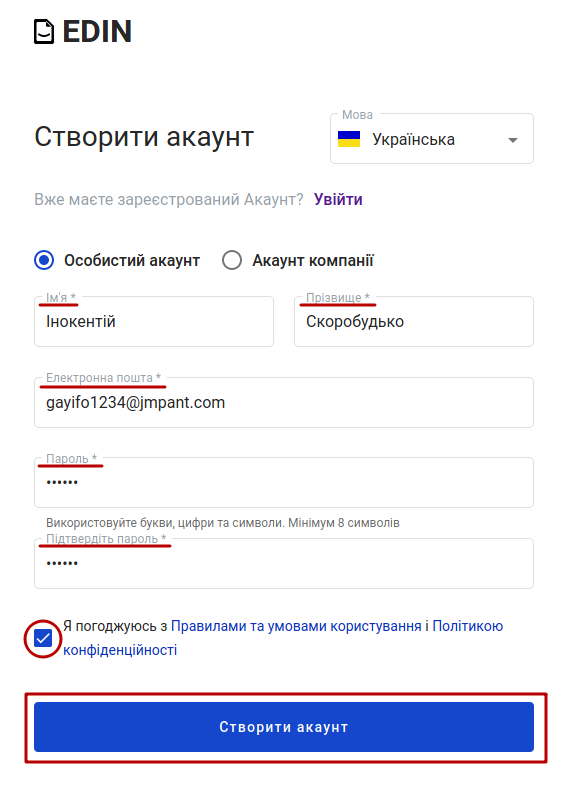 EDIN
Мова
Створити акаунт
Українська
Вже маєте зареєстрований Акаунт? Увійти
Особистий акаунт
Акаунт компанії
Ім'я *
Прізвище *
Інокентій
Скоробудько
Електронна пошта *
gayifo1234@jmpant.com
Пароль *
••••••
Використовуйте букви, цифри та символи. Мінімум 8 символів
Підтвердіть пароль *
••••••
Я погоджуюсь з Правилами та умовами користування і Політикою
конфіденційності
Створити акаунт